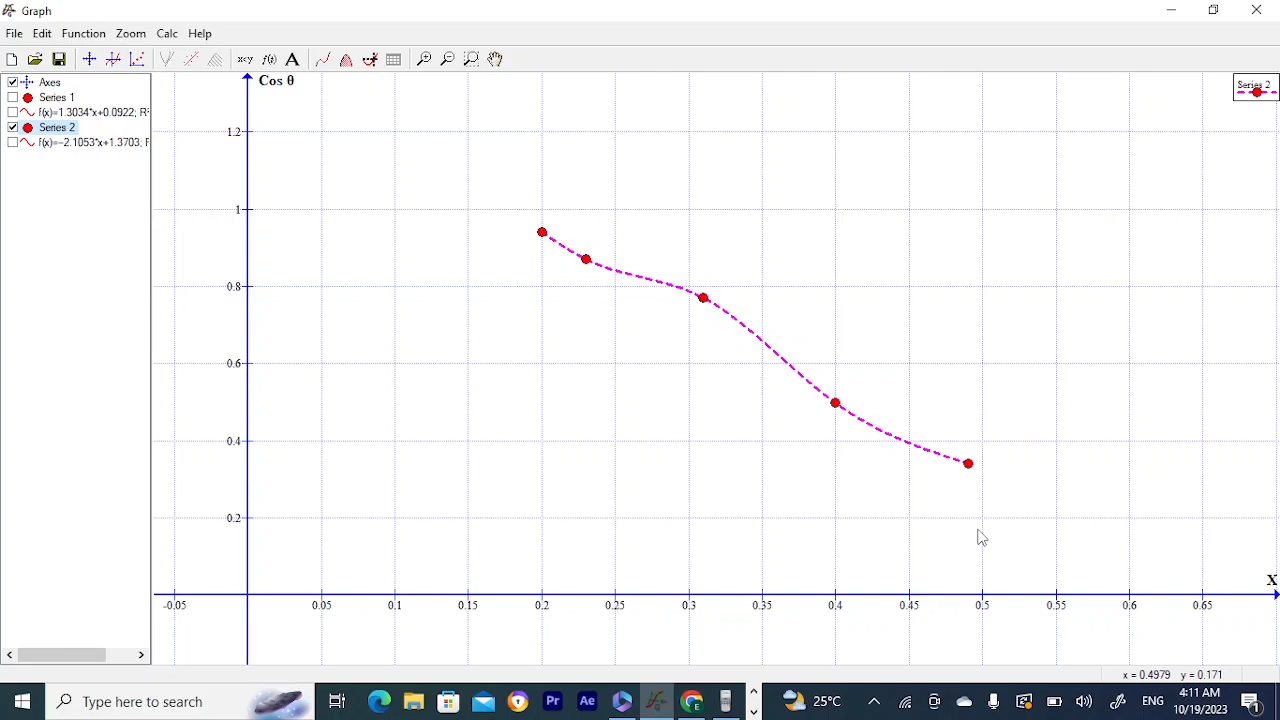 Graph
File Edit Function Zoom Calc Help
Axes
Series 1
Series 2
f(x)=-2.1053*x+1.3703;
Cos θ
Series 2
1.2
1
0.8
0.6
0.4
0.2
X
-0.05 0.05 0.1 0.15 0.2 0.25 0.3 0.35 0.4 0.45 0.5 0.55 0.6 0.65
x = 0.4979 y = 0.171
Type here to search
Pr
Ae
25°C
ENG
4:11 AM
10/19/2023
1